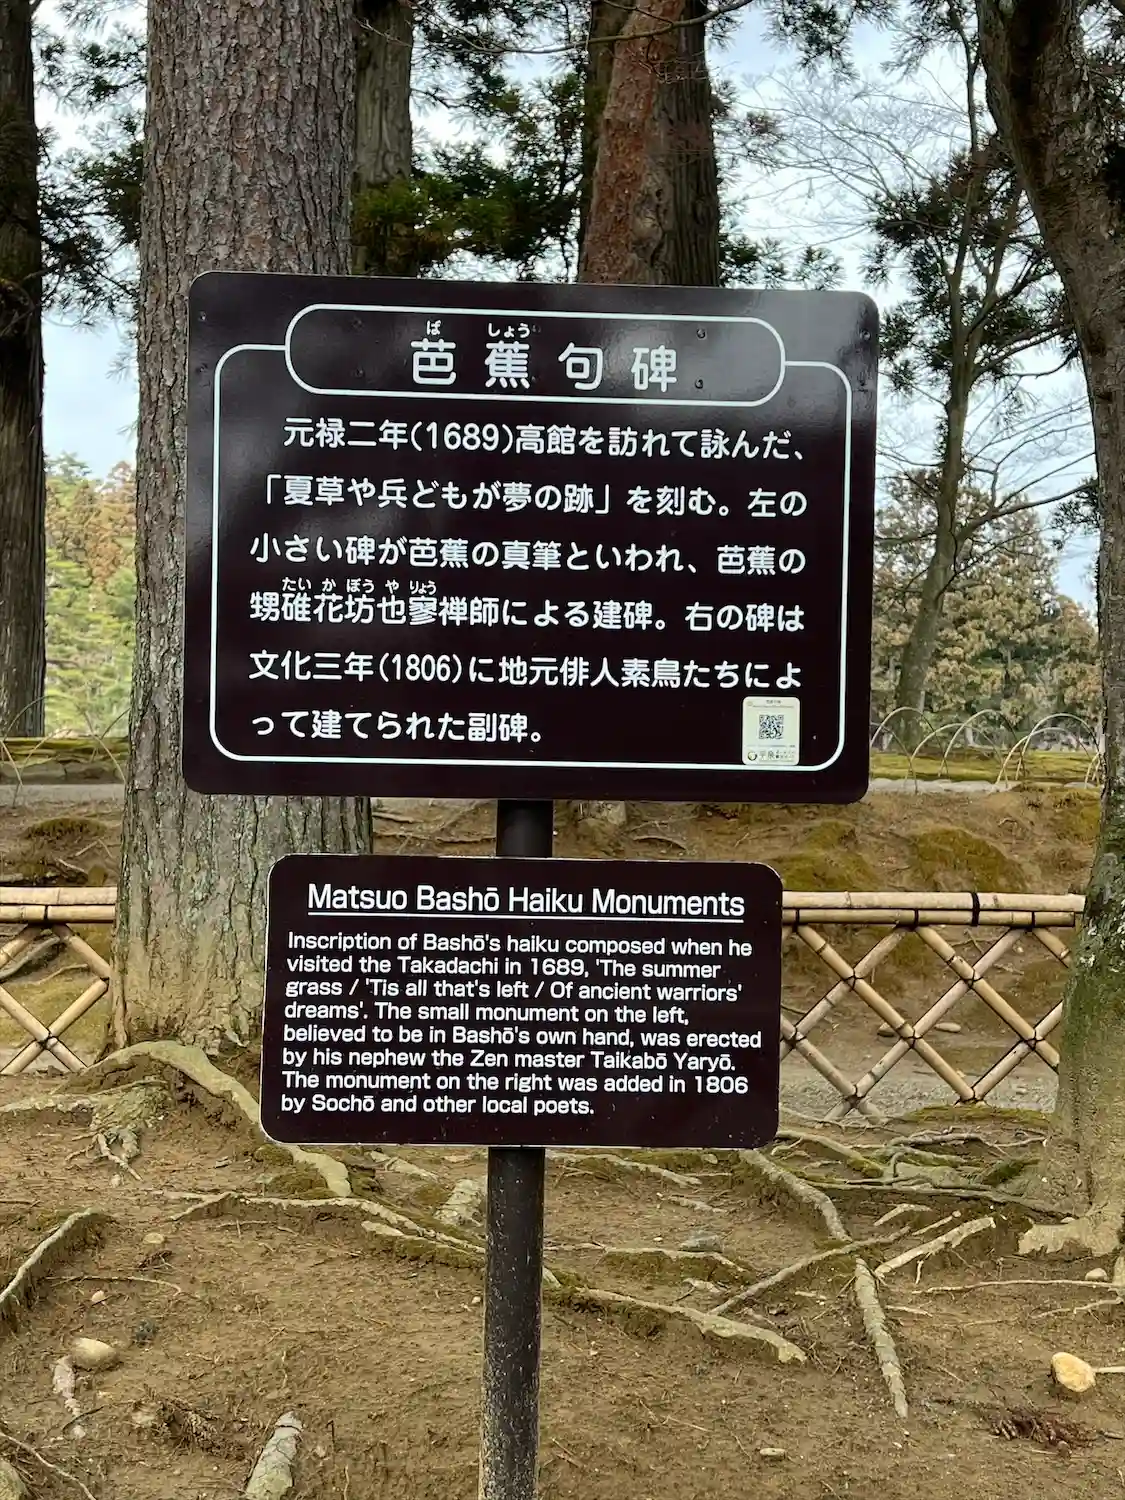 ば しょう
芭蕉句碑
元禄二年(1689)高館を訪れて詠んだ、
「夏草や兵どもが夢の跡」を刻む。左の
小さい碑が芭蕉の真筆といわれ、芭蕉の
たい か ぼう や りょう
甥碓花坊也寥禅師による建碑。右の碑は
文化三年(1806)に地元俳人素鳥たちによ
って建てられた副碑。
平泉
Matsuo Bashō Haiku Monuments
Inscription of Bashō's haiku composed when he
visited the Takadachi in 1689, 'The summer
grass / 'Tis all that's left / Of ancient warriors'
dreams'. The small monument on the left,
believed to be in Bashō's own hand, was erected
by his nephew the Zen master Taikabō Yaryō.
The monument on the right was added in 1806
by Sochō and other local poets.